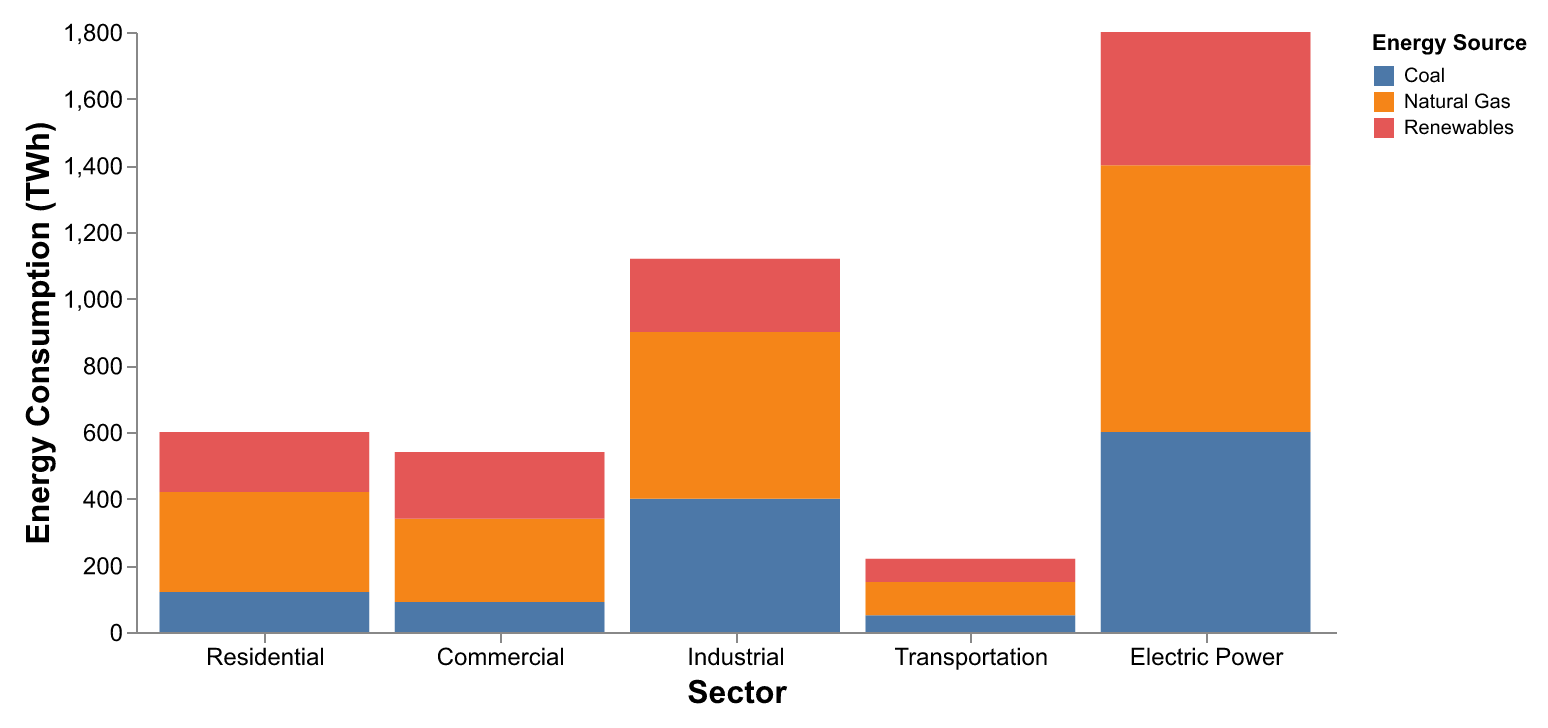 1,800
1,600
1,400
1,200
1,000
800
600
400
200
0
Energy Consumption (TWh)
Residential
Commercial
Industrial
Transportation
Electric Power
Sector
Energy Source
Coal
Natural Gas
Renewables